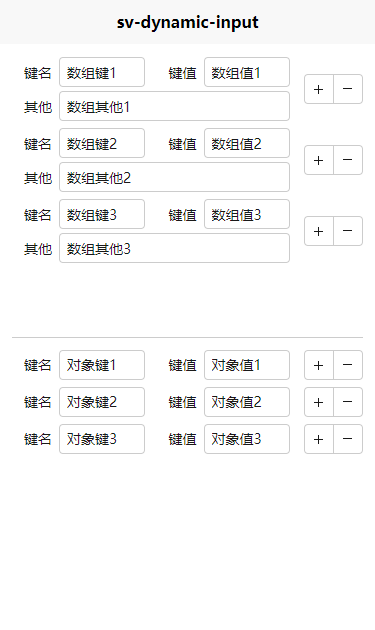 sv-dynamic-input
键名 数组键1 键值 数组值1
其他 数组其他1
+ −
键名 数组键2 键值 数组值2
其他 数组其他2
+ −
键名 数组键3 键值 数组值3
其他 数组其他3
+ −
键名 对象键1 键值 对象值1 + −
键名 对象键2 键值 对象值2 + −
键名 对象键3 键值 对象值3 + −